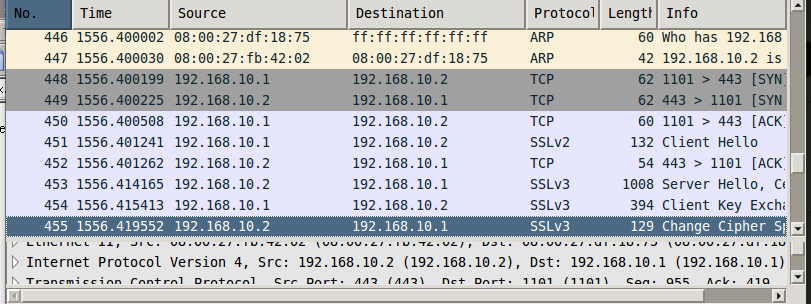 No. Time Source Destination Protocol Length Info
446 1556.400002 08:00:27:df:18:75 ff:ff:ff:ff:ff:ff ARP 60 Who has 192.168
447 1556.400030 08:00:27:fb:42:02 08:00:27:df:18:75 ARP 42 192.168.10.2 is
448 1556.400199 192.168.10.1 192.168.10.2 TCP 62 1101 > 443 [SYN
449 1556.400225 192.168.10.2 192.168.10.1 TCP 62 443 > 1101 [SYN
450 1556.400508 192.168.10.1 192.168.10.2 TCP 60 1101 > 443 [ACK
451 1556.401241 192.168.10.1 192.168.10.2 SSLv2 132 Client Hello
452 1556.401262 192.168.10.2 192.168.10.1 TCP 54 443 > 1101 [ACK
453 1556.419165 192.168.10.2 192.168.10.1 SSLv3 1008 Server Hello, Ce
454 1556.415413 192.168.10.1 192.168.10.2 SSLv3 394 Client Key Excha
455 1556.419552 192.168.10.2 192.168.10.1 SSLv3 129 Change Cipher Sp
Ethernet II, Src: 08:00:27:fb:42:02 (08:00:27:fb:42:02), Dst: 08:00:27:df:18:75 (08:00:27:df:18
Internet Protocol Version 4, Src: 192.168.10.2 (192.168.10.2), Dst: 192.168.10.1 (192.168.10.1)
Transmission Control Protocol, Src Port: 443 (443), Dst Port: 1101 (1101), Seq: 955, Ack: 419